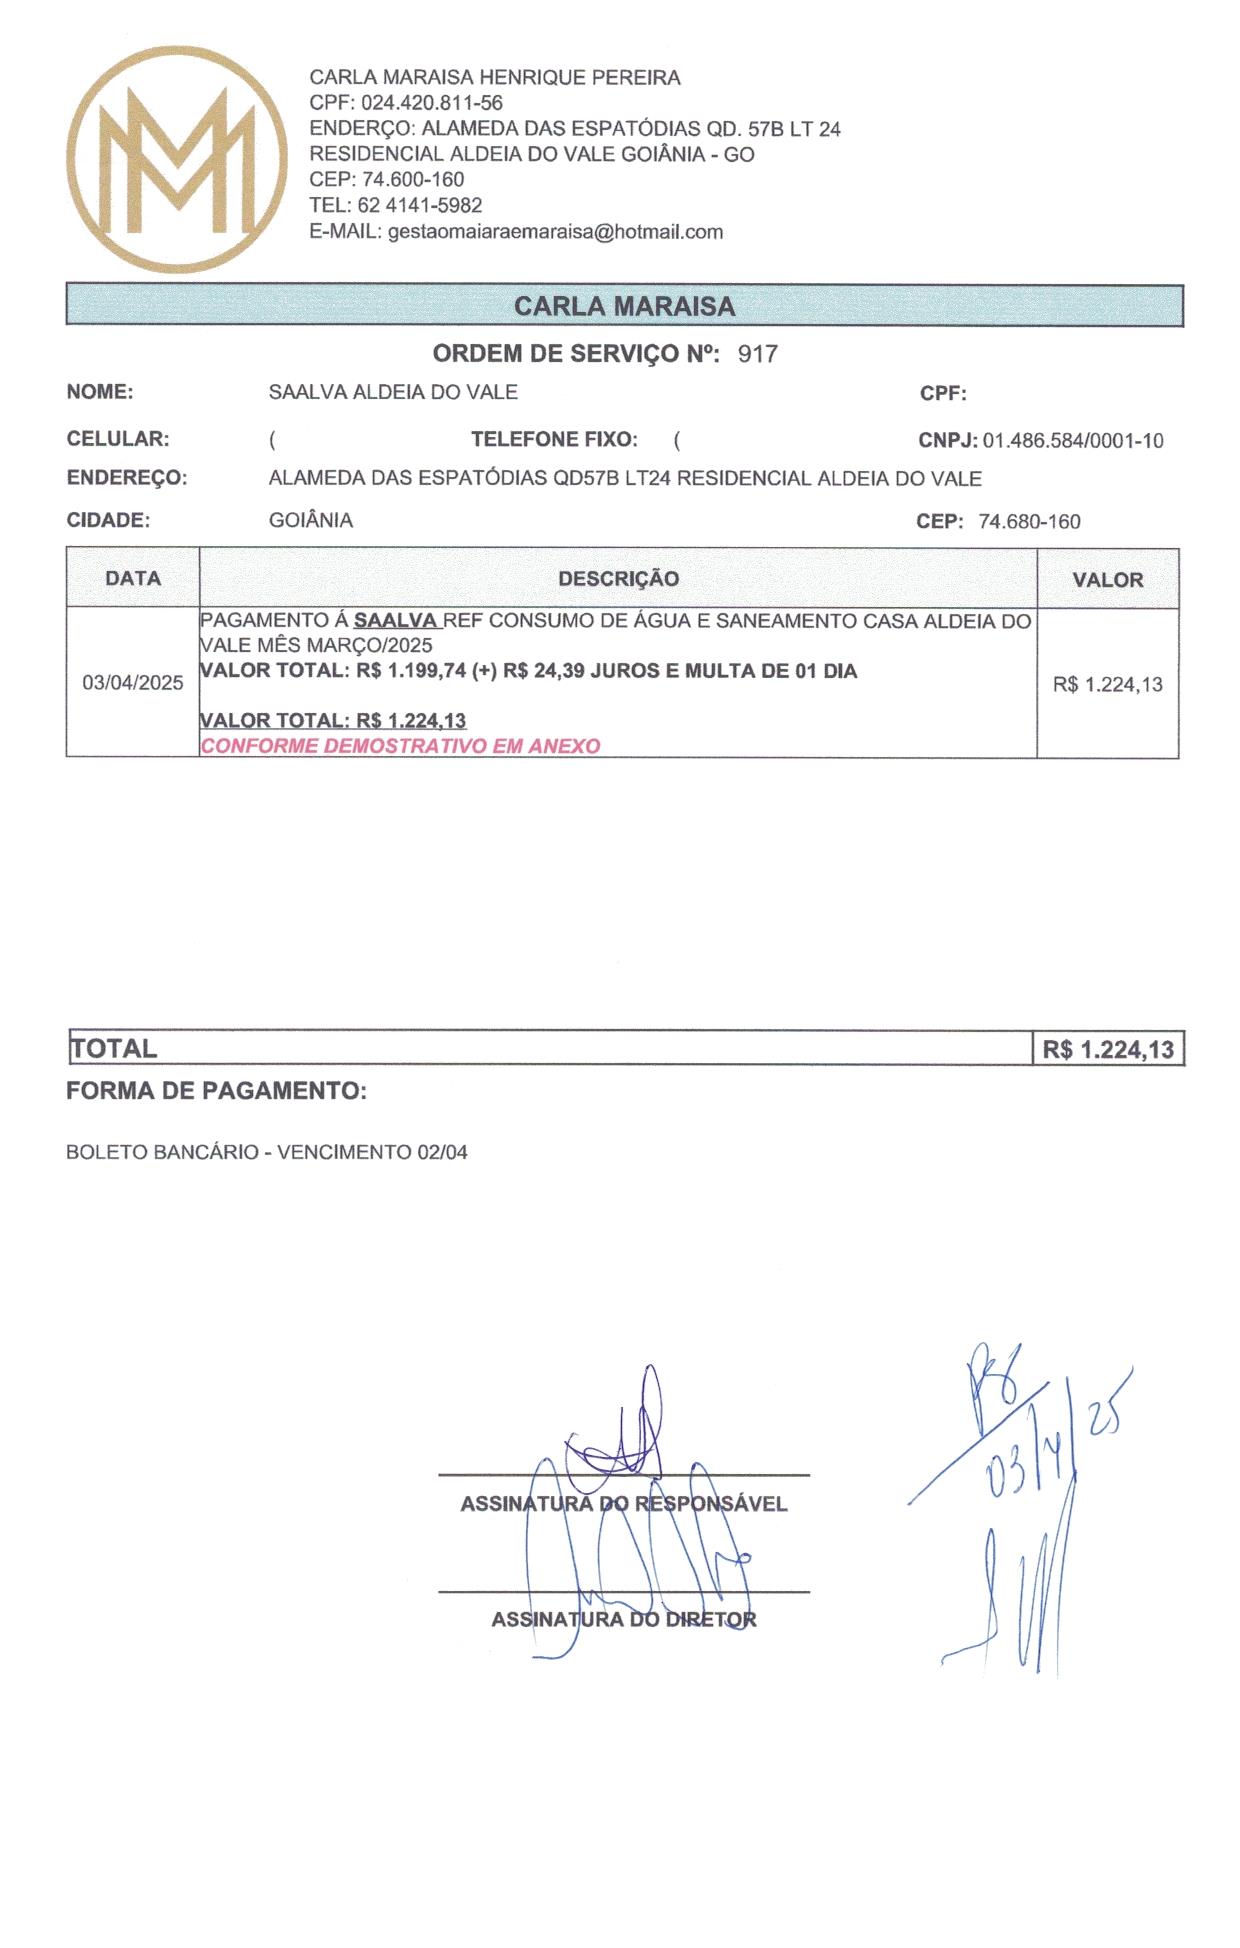 CARLA MARAISA HENRIQUE PEREIRA
CPF: 024.420.811-56
ENDERÇO: ALAMEDA DAS ESPATÓDIAS QD. 57B LT 24
RESIDENCIAL ALDEIA DO VALE GOIÂNIA - GO
CEP: 74.600-160
TEL: 62 4141-5982
E-MAIL: gestaomaiaraemaraisa@hotmail.com
CARLA MARAISA
ORDEM DE SERVIÇO Nº: 917
NOME: SAALVA ALDEIA DO VALE CPF:
CELULAR: ( TELEFONE FIXO: ( CNPJ: 01.486.584/0001-10
ENDEREÇO: ALAMEDA DAS ESPATÓDIAS QD57B LT24 RESIDENCIAL ALDEIA DO VALE
CIDADE: GOIÂNIA CEP: 74.680-160
DATA DESCRIÇÃO VALOR
PAGAMENTO Á SAALVA REF CONSUMO DE ÁGUA E SANEAMENTO CASA ALDEIA DO
VALE MÊS MARÇO/2025
VALOR TOTAL: R$ 1.199,74 (+) R$ 24,39 JUROS E MULTA DE 01 DIA
03/04/2025 R$ 1.224,13
VALOR TOTAL: R$ 1.224,13
CONFORME DEMOSTRATIVO EM ANEXO
TOTAL R$ 1.224,13
FORMA DE PAGAMENTO:
BOLETO BANCÁRIO - VENCIMENTO 02/04
03/4/25
ASSINATURA DO RESPONSÁVEL
ASSINATURA DO DIRETOR